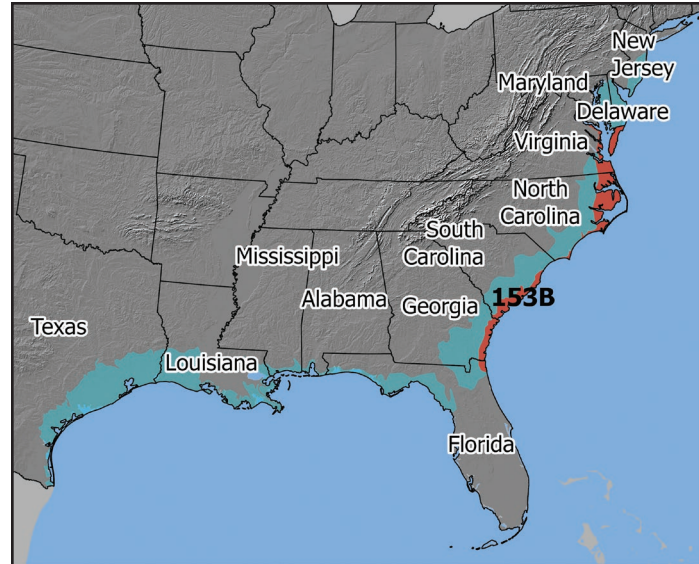 New
Jersey
Maryland
Delaware
Virginia
North
Carolina
South
Carolina
Mississippi
153B
Alabama
Georgia
Texas
Louisiana
Florida